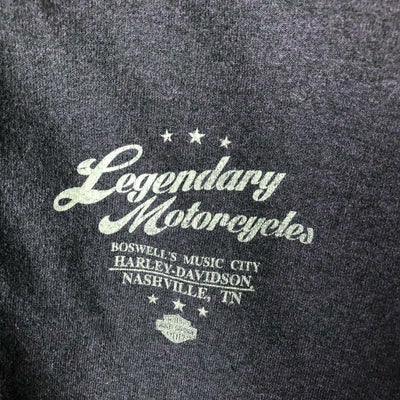 Legendary
Motorcycles
BOSWELL'S MUSIC CITY
HARLEY-DAVIDSON
NASHVILLE, TN